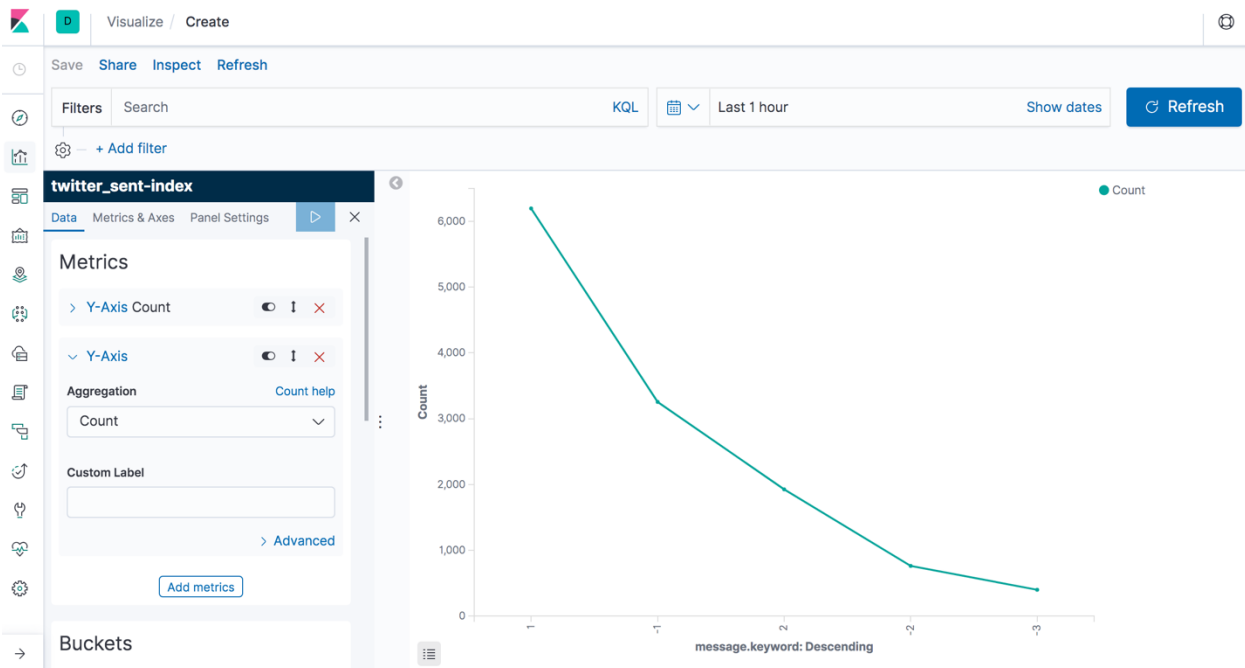 D Visualize / Create
Save Share Inspect Refresh
Filters Search KQL Last 1 hour Show dates Refresh
+ Add filter
twitter_sent-index
Data Metrics & Axes Panel Settings
Metrics
Y-Axis Count
Y-Axis
Aggregation Count help
Count
Custom Label
Advanced
Add metrics
Buckets
Count
6,000
5,000
4,000
3,000
2,000
1,000
0
Count
1 -1 2 -2 -3
message.keyword: Descending